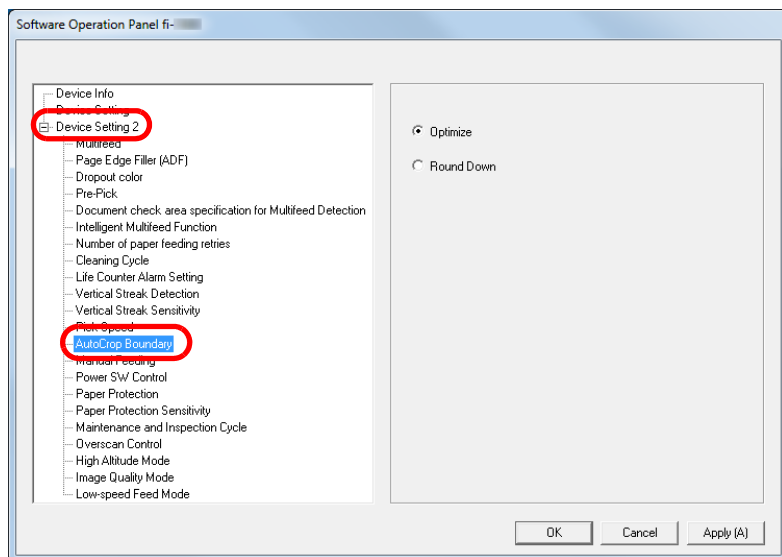 Software Operation Panel fi-
Device Info
Device Setting
Device Setting 2
Multifeed
Page Edge Filler (ADF)
Dropout color
Pre-Pick
Document check area specification for Multifeed Detection
Intelligent Multifeed Function
Number of paper feeding retries
Cleaning Cycle
Life Counter Alarm Setting
Vertical Streak Detection
Vertical Streak Sensitivity
Pick Speed
AutoCrop Boundary
Manual Feeding
Power SW Control
Paper Protection
Paper Protection Sensitivity
Maintenance and Inspection Cycle
Overscan Control
High Altitude Mode
Image Quality Mode
Low-speed Feed Mode
Optimize
Round Down
OK
Cancel
Apply (A)